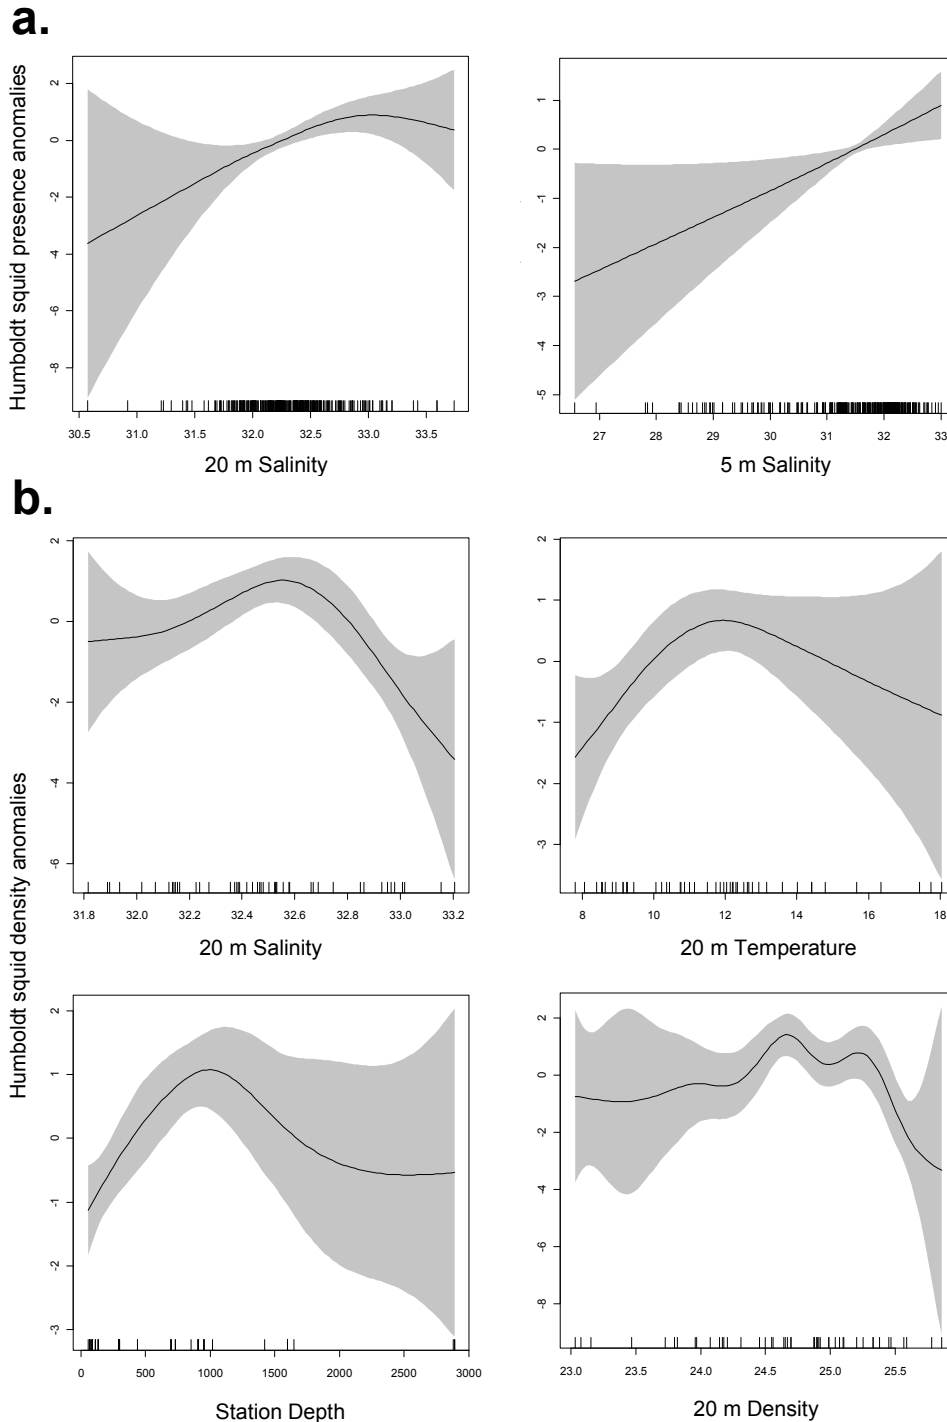 a.
Humboldt squid presence anomalies
2
0
-2
-4
-6
-8
30.5 31.0 31.5 32.0 32.5 33.0 33.5
20 m Salinity
1
0
-1
-2
-3
-4
-5
27 28 29 30 31 32 33
5 m Salinity
b.
Humboldt squid density anomalies
2
0
-2
-4
-6
31.8 32.0 32.2 32.4 32.6 32.8 33.0 33.2
20 m Salinity
2
1
0
-1
-2
-3
8 10 12 14 16 18
20 m Temperature
2
1
0
-1
-2
-3
0 500 1000 1500 2000 2500 3000
Station Depth
2
0
-2
-4
-6
-8
23.0 23.5 24.0 24.5 25.0 25.5
20 m Density